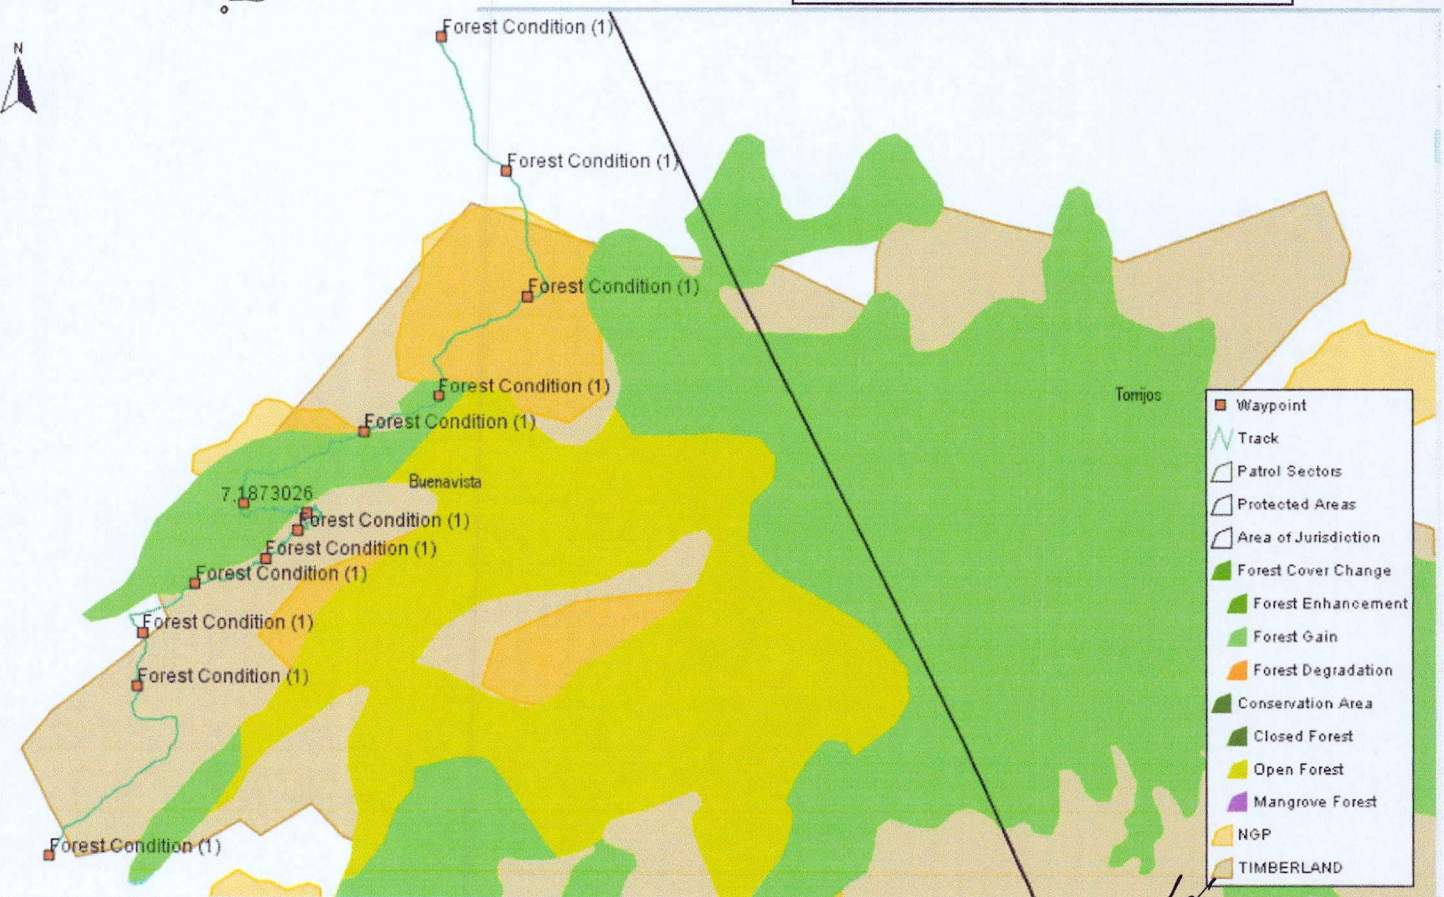 Forest Condition (1)
N
Forest Condition (1)
Forest Condition (1)
Forest Condition (1)
Forest Condition (1)
Torrijos
Buenavista
7.1873026
Forest Condition (1)
Forest Condition (1)
Forest Condition (1)
Forest Condition (1)
Forest Condition (1)
Forest Condition (1)
Waypoint
Track
Patrol Sectors
Protected Areas
Area of Jurisdiction
Forest Cover Change
Forest Enhancement
Forest Gain
Forest Degradation
Conservation Area
Closed Forest
Open Forest
Mangrove Forest
NGP
TIMBERLAND